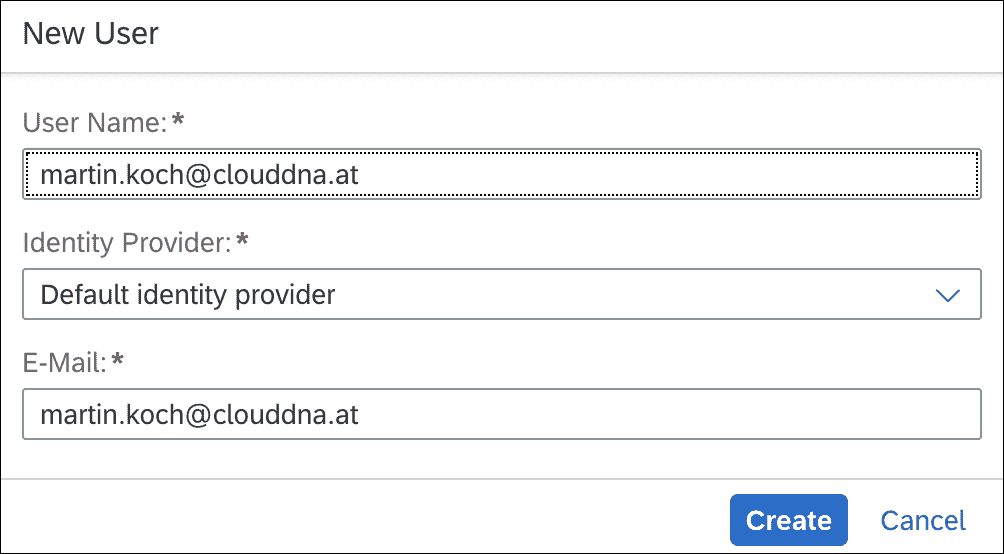 New User
User Name: *
martin.koch@clouddna.at
Identity Provider: *
Default identity provider
E-Mail: *
martin.koch@clouddna.at
Create Cancel